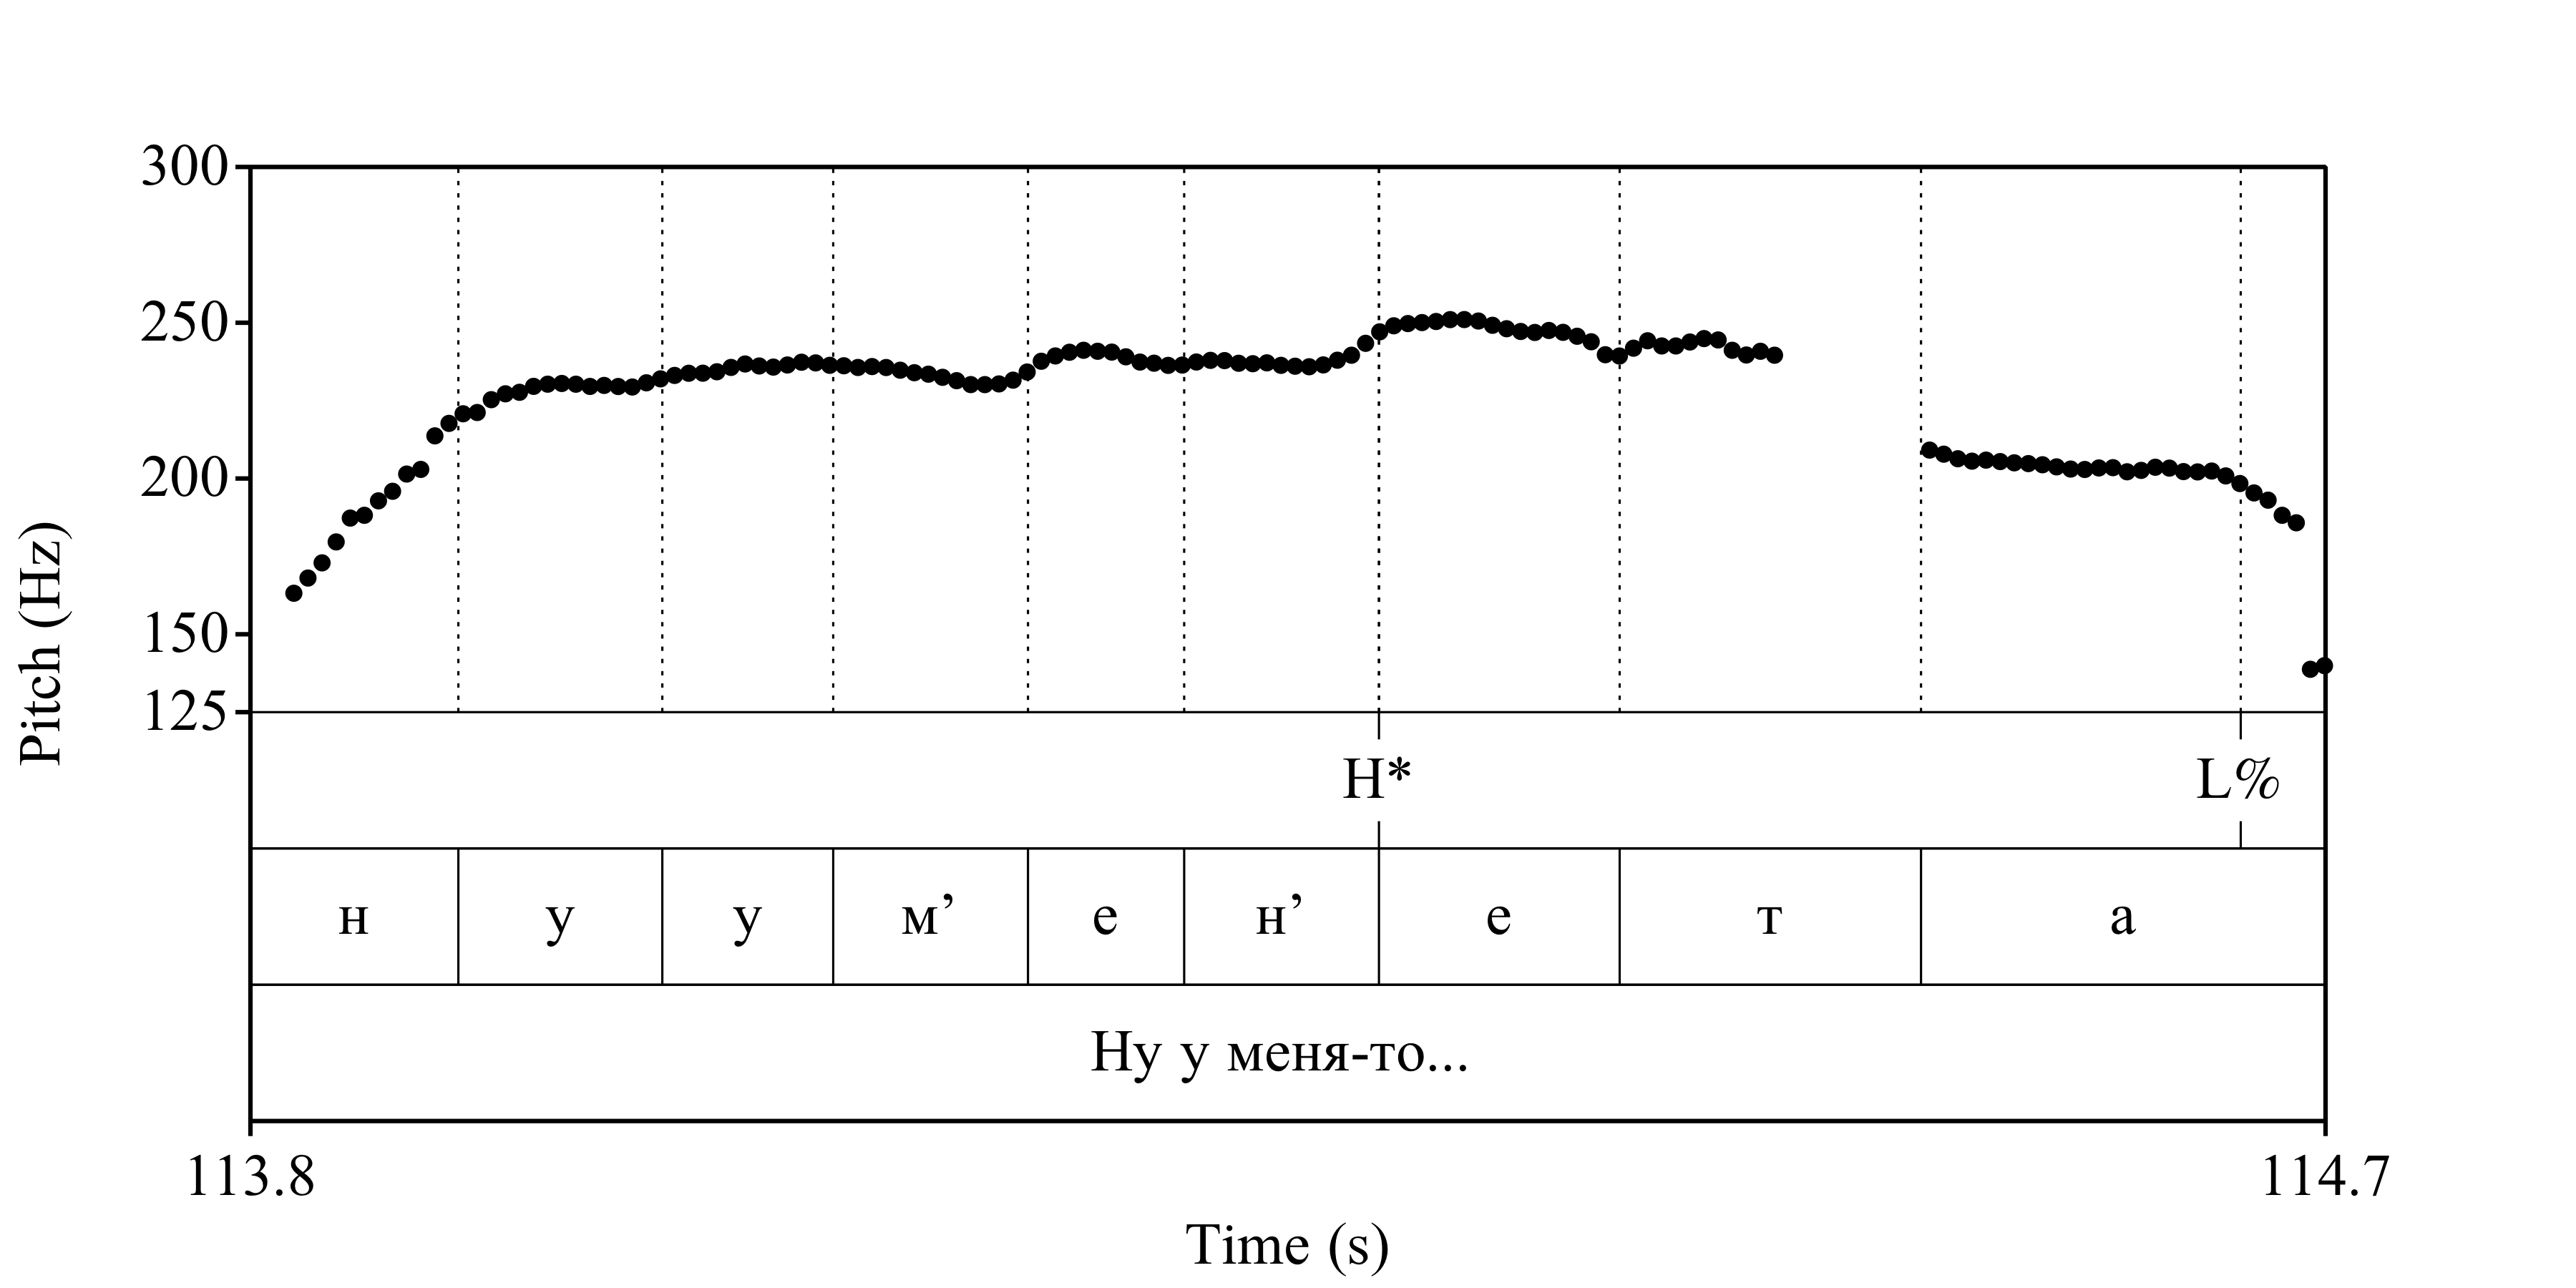 300
250
200
150
125
Pitch (Hz)
H* L%
н у у м’ е н’ е т а
Ну у меня-то...
113.8 114.7
Time (s)